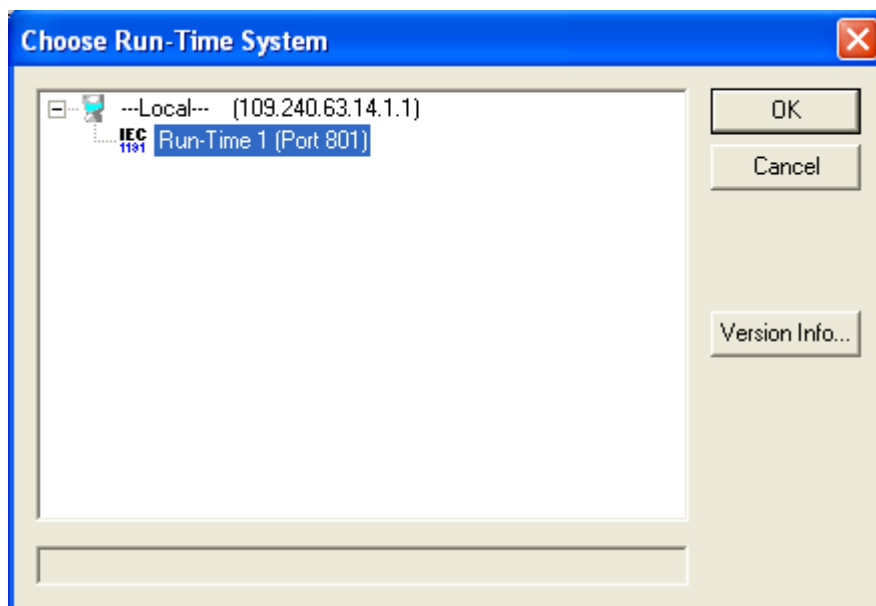 Choose Run-Time System
---Local--- (109.240.63.14.1.1)
IEC
1131
Run-Time 1 (Port 801)
OK
Cancel
Version Info...